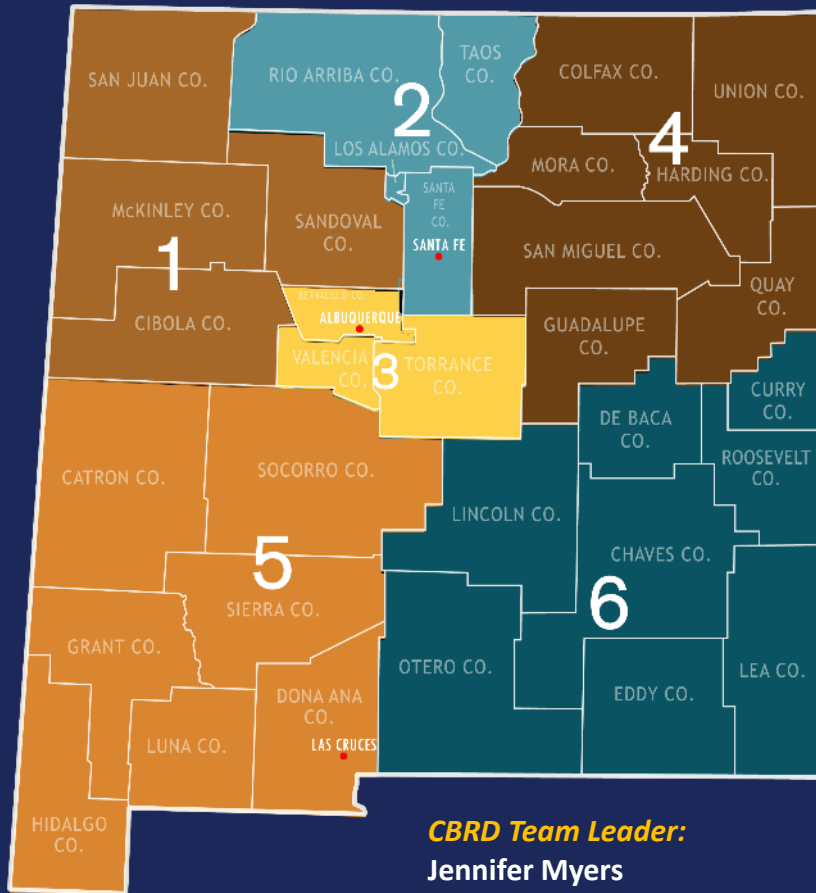 SAN JUAN CO.
RIO ARRIBA CO.
TAOS
CO.
COLFAX CO.
UNION CO.
2
4
LOS ALAMOS CO.
MORA CO.
HARDING CO.
McKINLEY CO.
SANDOVAL
CO.
SANTA
FE
CO.
SANTA FE
SAN MIGUEL CO.
1
QUAY
CO.
CIBOLA CO.
BERNALILLO CO.
ALBUQUERQUE
GUADALUPE
CO.
VALENCIA
CO.
3
TORRANCE
CO.
CURRY
CO.
DE BACA
CO.
ROOSEVELT
CO.
CATRON CO.
SOCORRO CO.
LINCOLN CO.
CHAVES CO.
5
6
SIERRA CO.
GRANT CO.
OTERO CO.
LEA CO.
EDDY CO.
DONA ANA
CO.
LUNA CO.
LAS CRUCES
HIDALGO
CO.
CBRD Team Leader:
Jennifer Myers